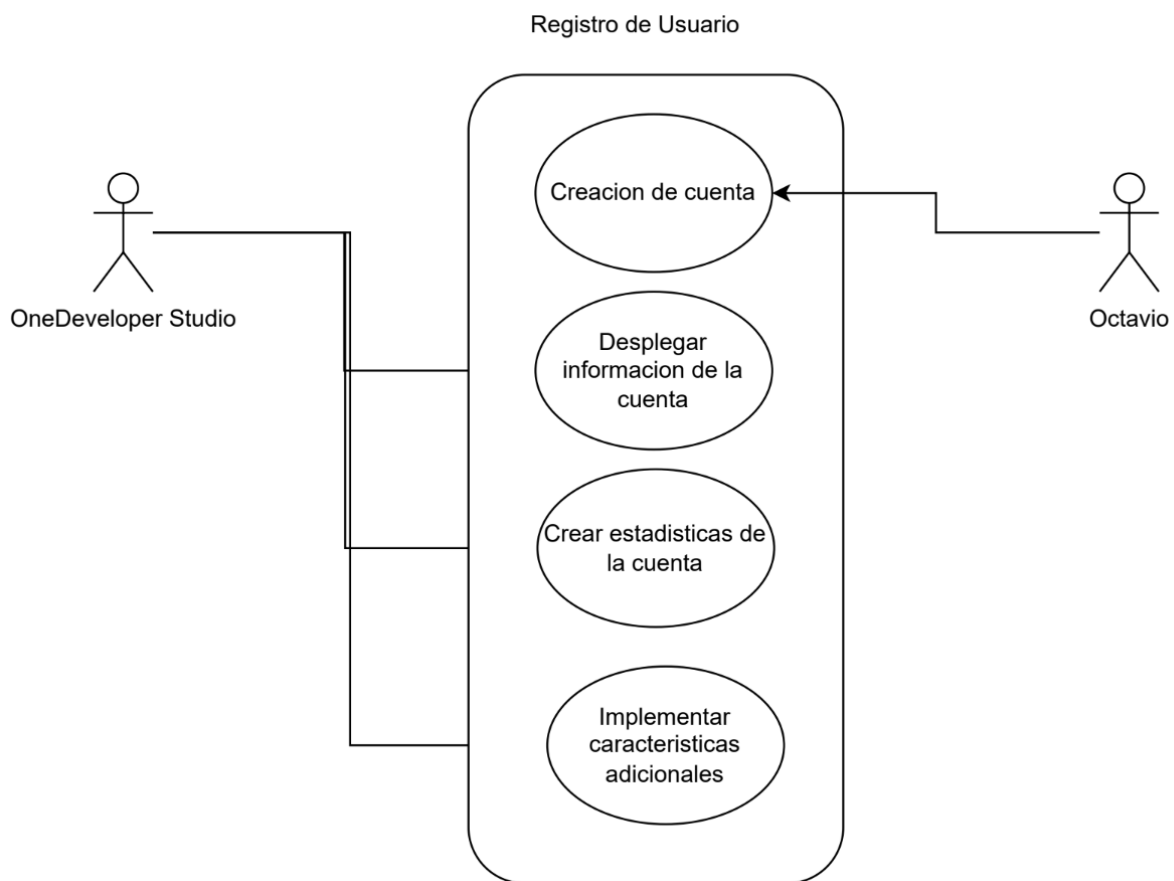 Registro de Usuario
Creacion de cuenta
OneDeveloper Studio
Octavio
Desplegar
informacion de la
cuenta
Crear estadisticas de
la cuenta
Implementar
caracteristicas
adicionales